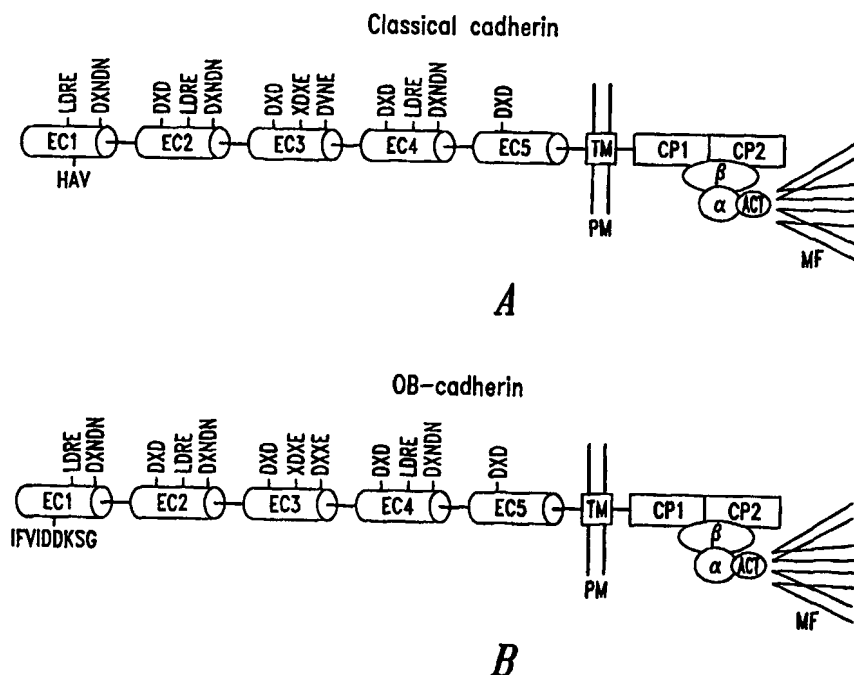 Classical cadherin
LDRE DXNDN DXD LDRE DXNDN DXD XDXE DVNE DXD LDRE DXNDN DXD
EC1 EC2 EC3 EC4 EC5 TM CP1 CP2
HAV
β
α ACT
PM
MF
A
OB-cadherin
LDRE DXNDN DXD LDRE DXNDN DXD XDXE DXXE DXD LDRE DXNDN DXD
EC1 EC2 EC3 EC4 EC5 TM CP1 CP2
IFVIDDKSG
β
α ACT
PM
MF
B